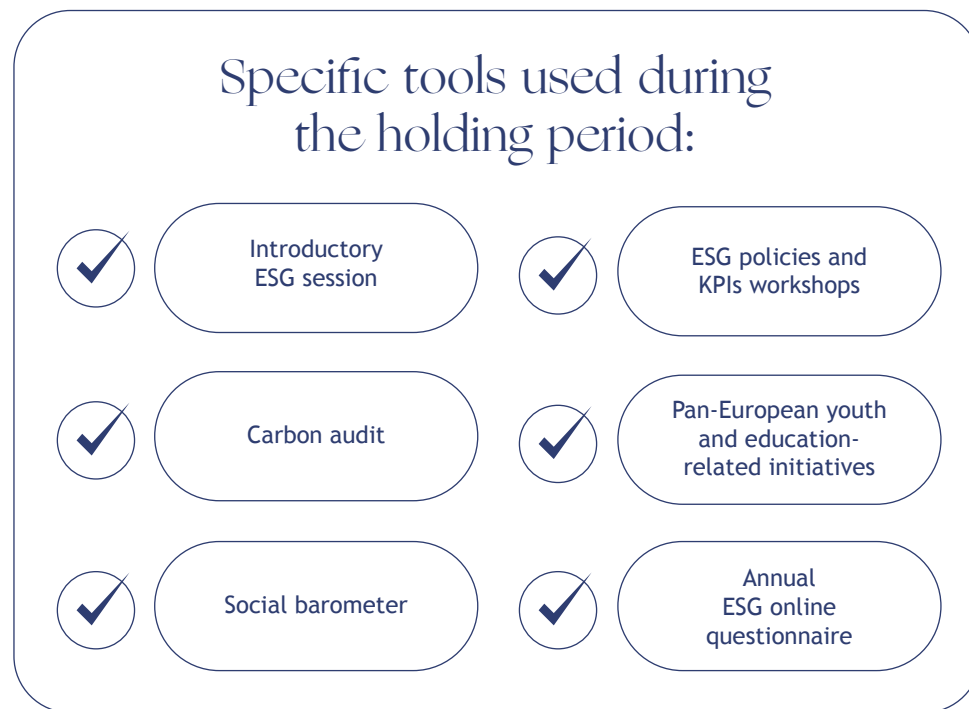 Specific tools used during
the holding period:
Introductory
ESG session
ESG policies and
KPIs workshops
Carbon audit
Pan-European youth
and education-
related initiatives
Social barometer
Annual
ESG online
questionnaire